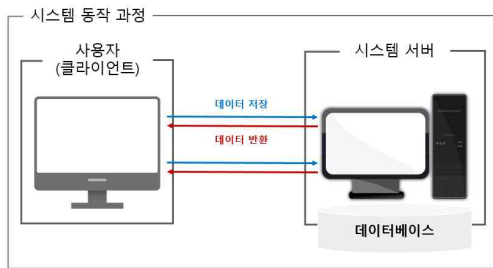 시스템 동작 과정
사용자
(클라이언트)
시스템 서버
데이터 저장
데이터 반환
데이터베이스